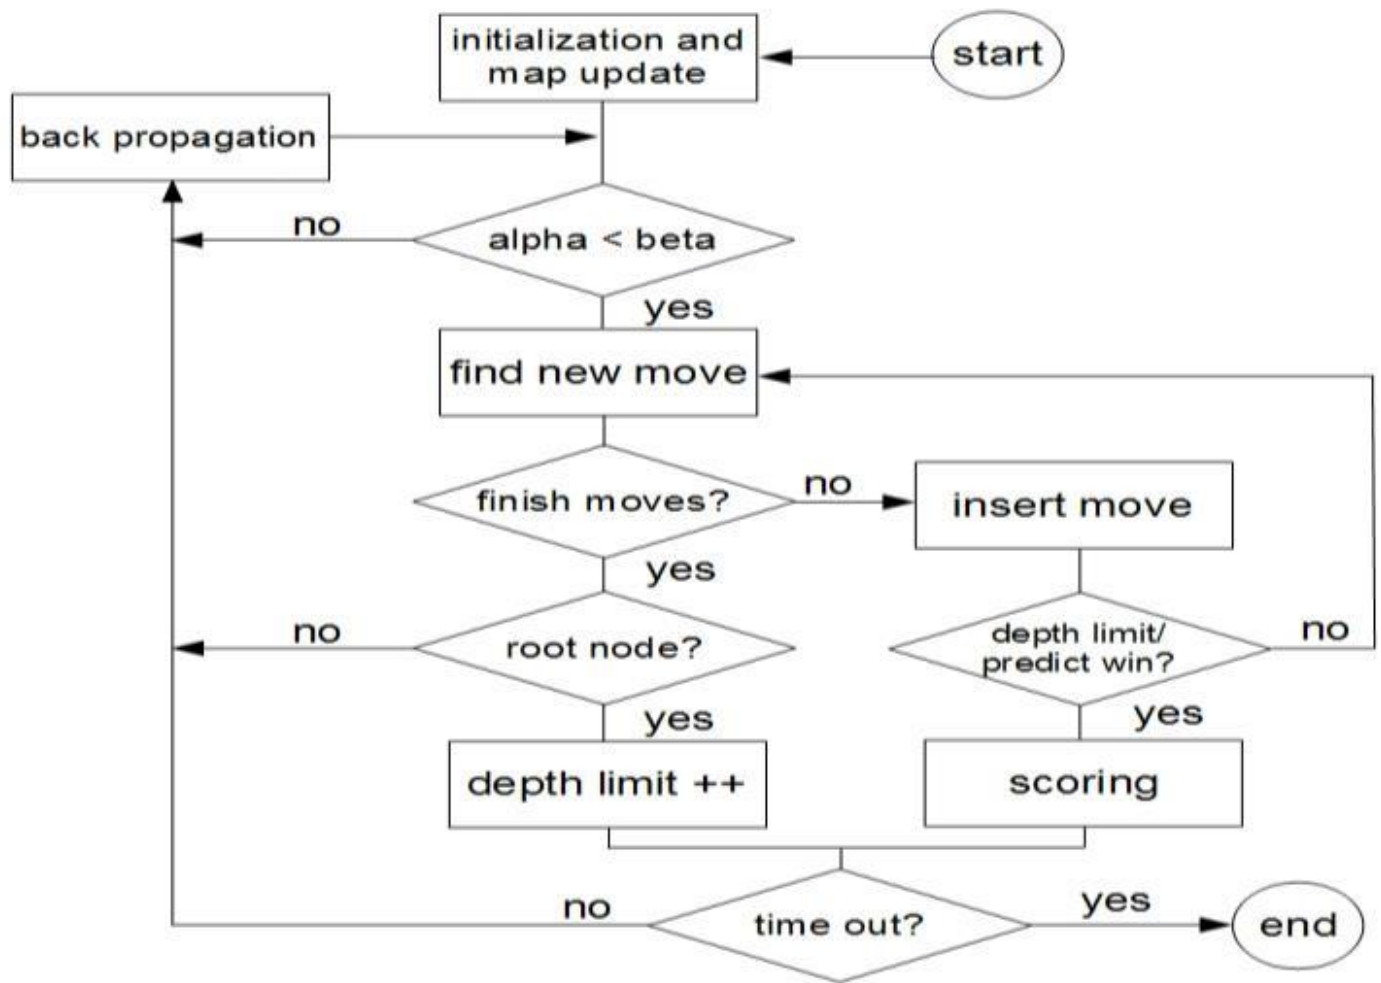 initialization and
map update
start
back propagation
no
alpha < beta
yes
find new move
finish moves?
no
insert move
yes
no
root node?
depth limit/
predict win?
no
yes
yes
depth limit ++
scoring
no
time out?
yes
end